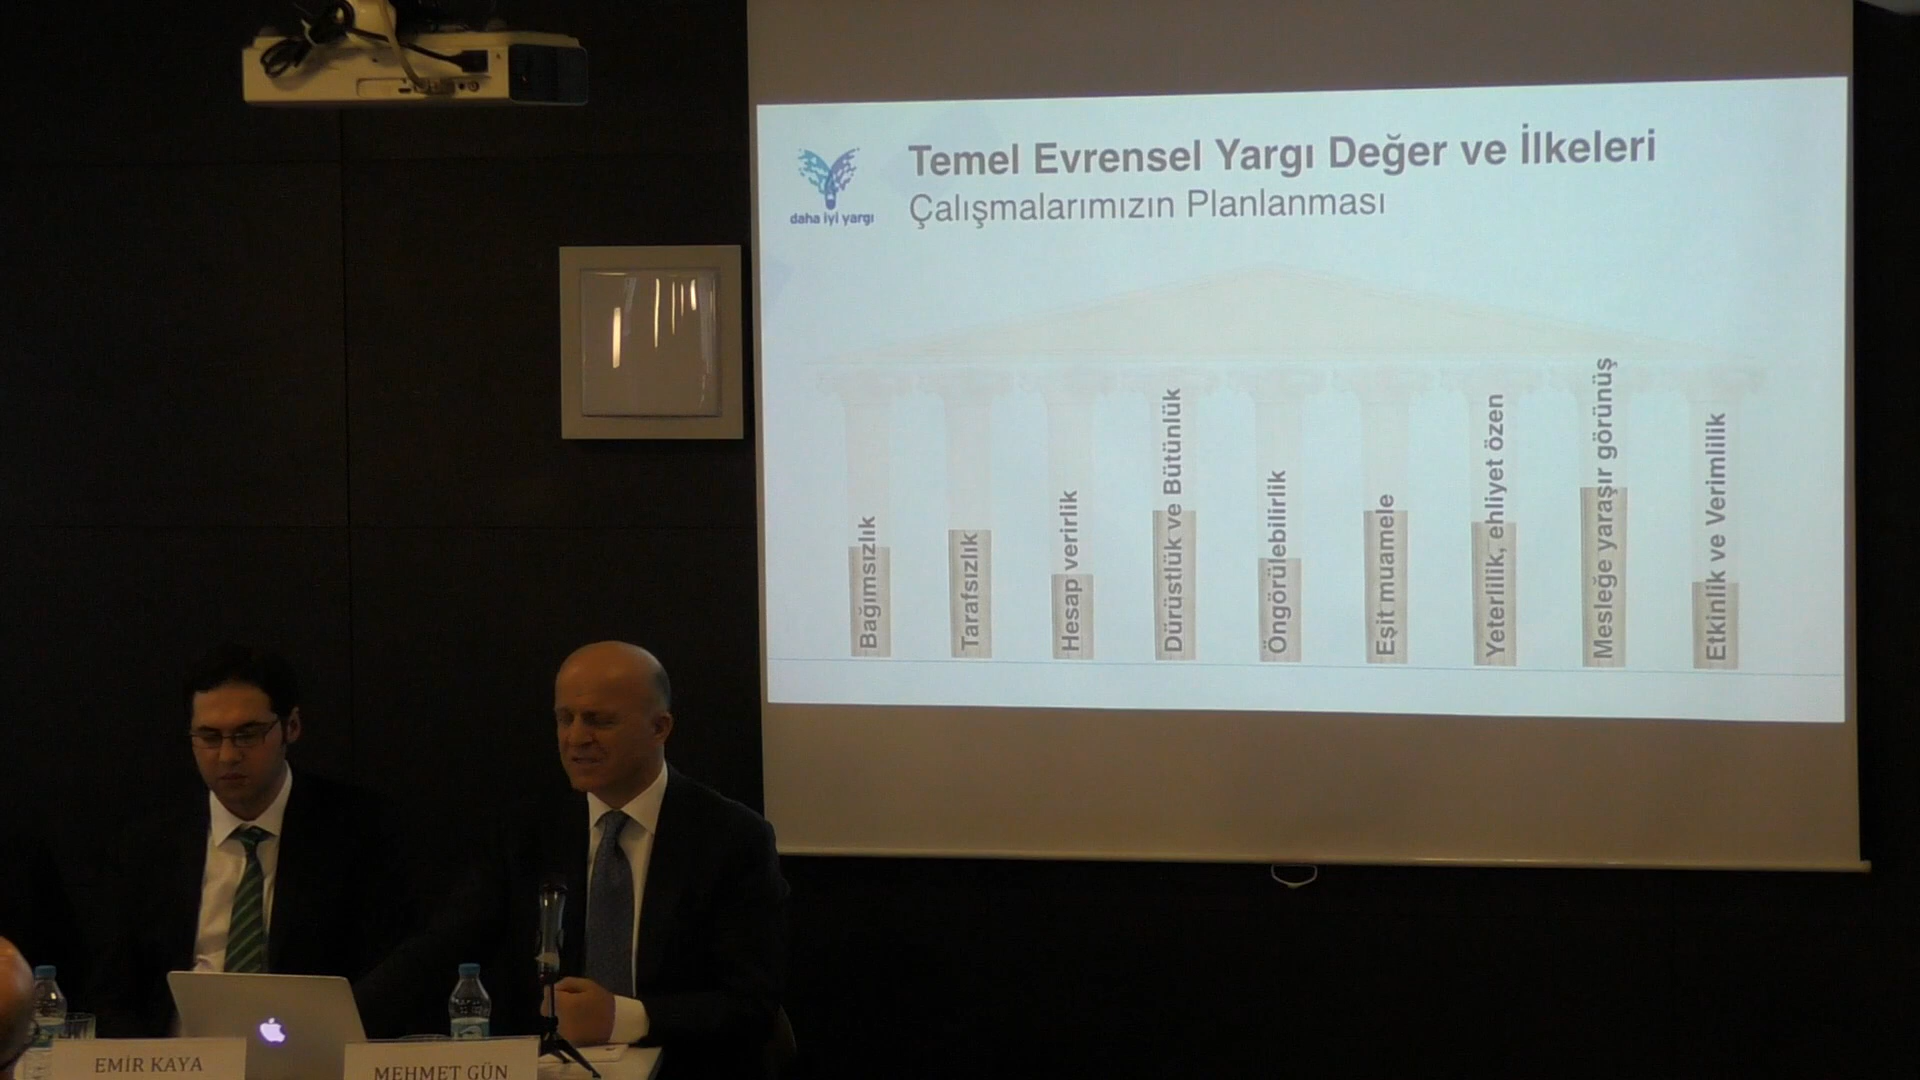 Temel Evrensel Yargı Değer ve İlkeleri
Çalışmalarımızın Planlanması
daha iyi yargı
Bağımsızlık
Tarafsızlık
Hesap verirlik
Dürüstlük ve Bütünlük
Öngörülebilirlik
Eşit muamele
Yeterlilik, ehliyet özen
Mesleğe yaraşır görünüş
Etkinlik ve Verimlilik
EMİR KAYA
MEHMET GÜN